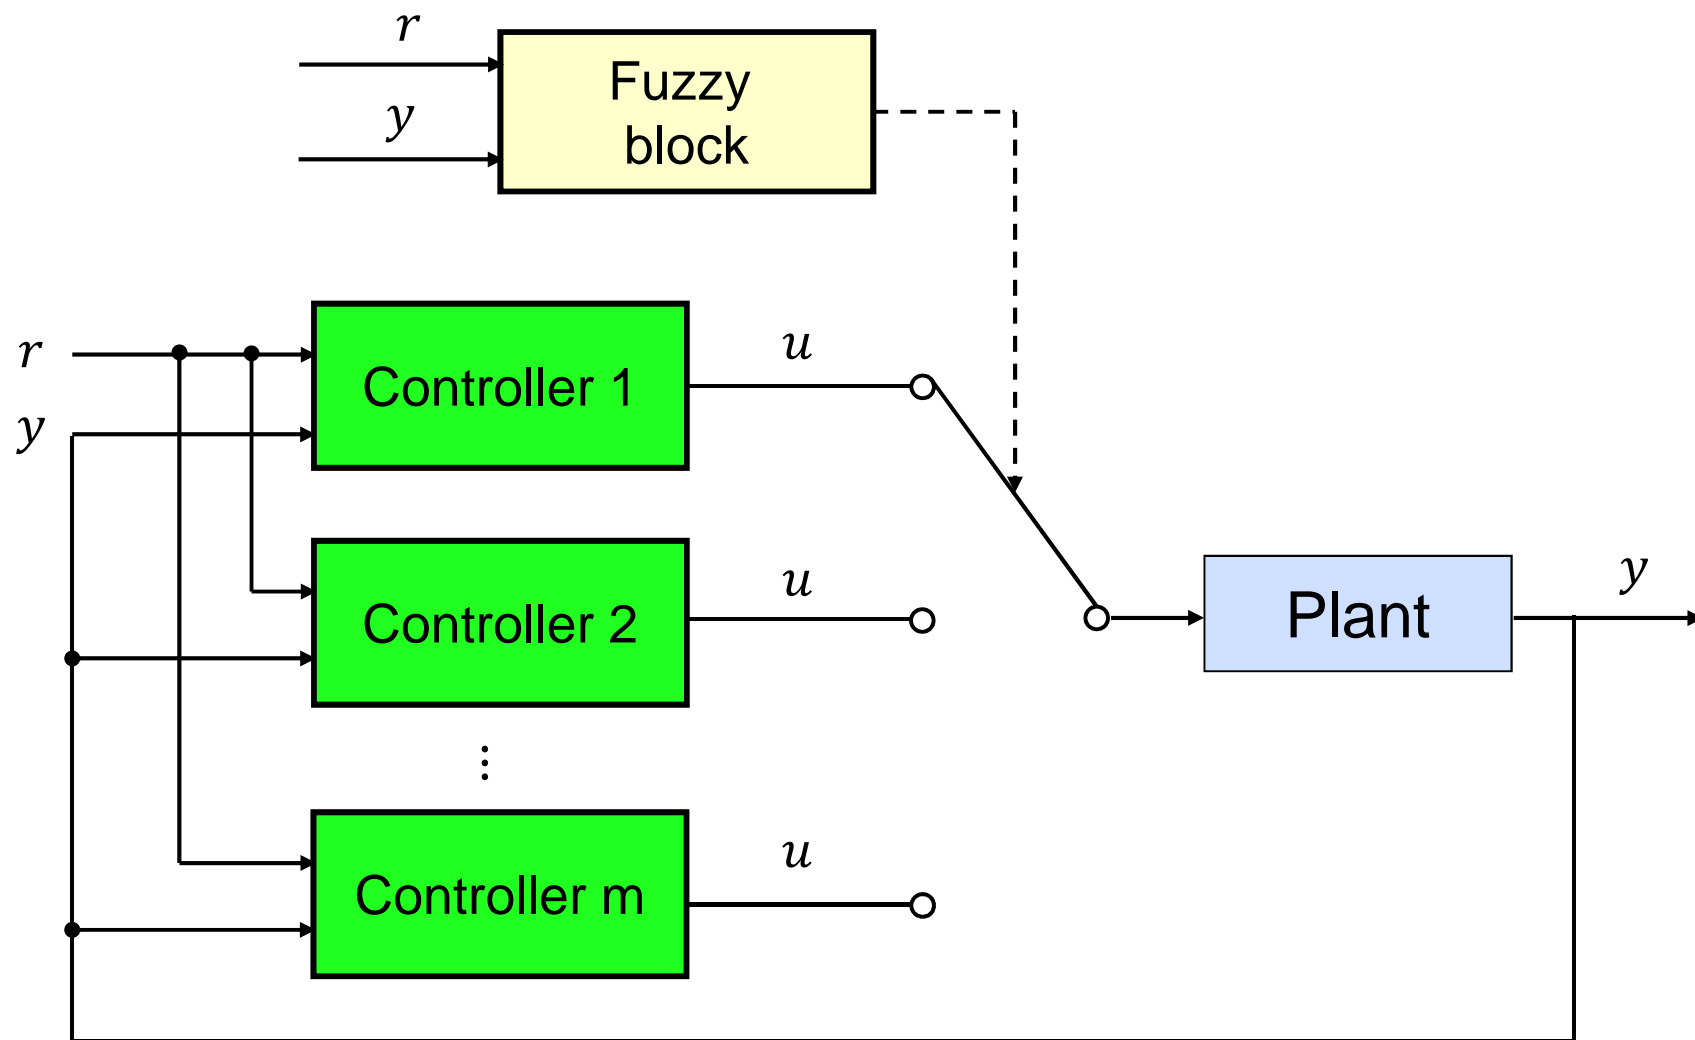 r
y
Fuzzy
block
r
y
Controller 1
u
Controller 2
u
Plant
y
⋮
Controller m
u